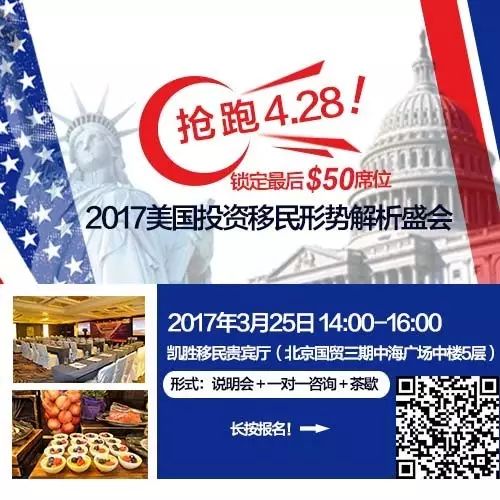 抢跑4.28!
锁定最后$50席位
2017美国投资移民形势解析盛会
2017年3月25日 14:00-16:00
凯胜移民贵宾厅（北京国贸三期中海广场中楼5层）
形式：说明会+一对一咨询+茶歇
长按报名!